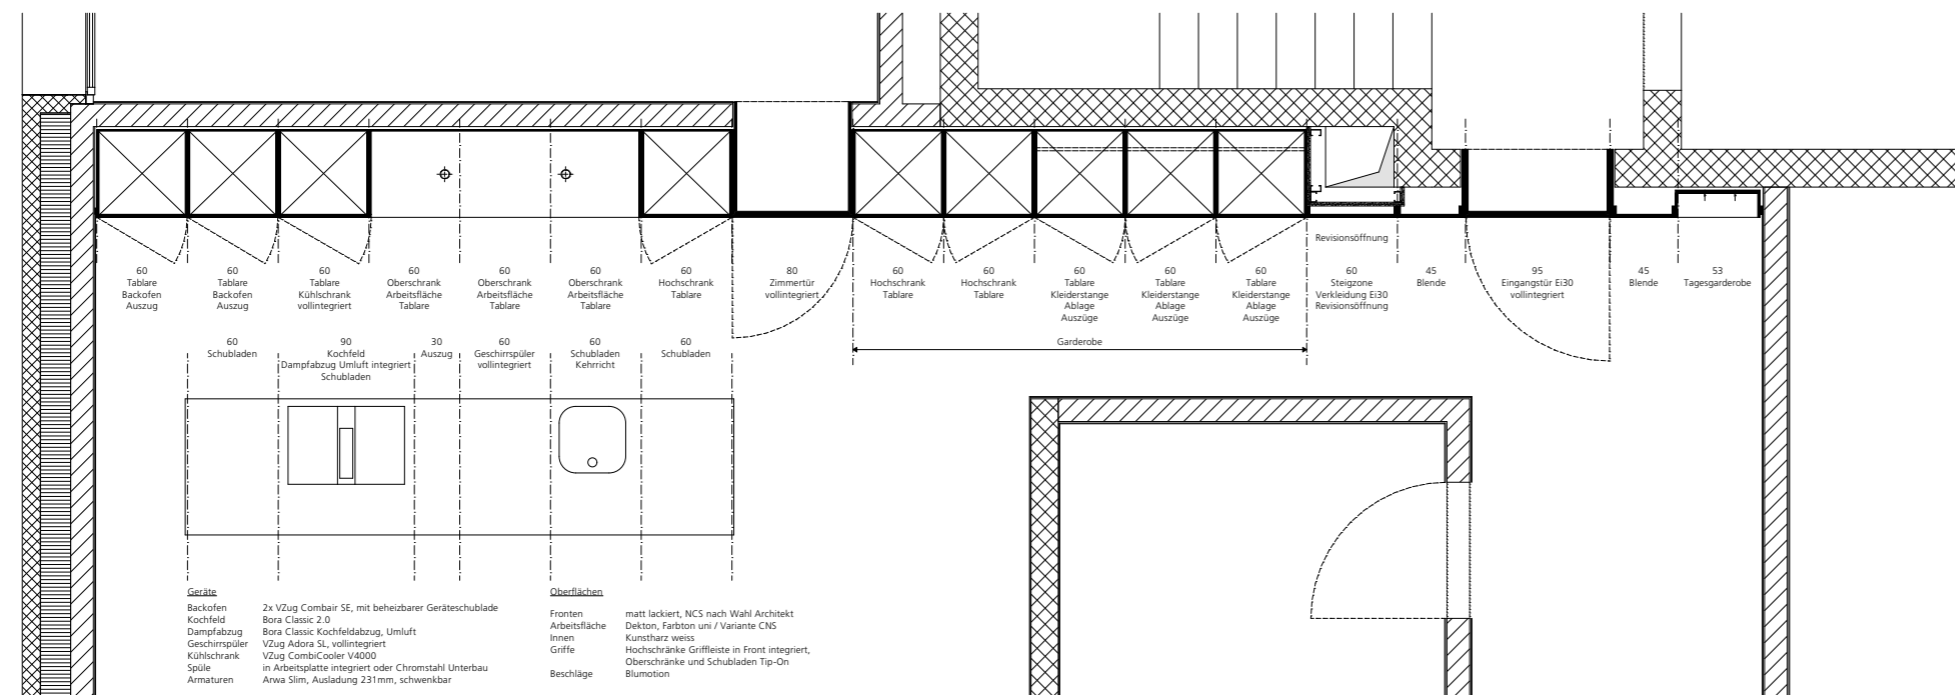 Revisionsöffnung
60
Tablare
Backofen
Auszug
60
Tablare
Backofen
Auszug
60
Tablare
Kühlschrank
vollintegriert
60
Oberschrank
Arbeitsfläche
Tablare
60
Oberschrank
Arbeitsfläche
Tablare
60
Oberschrank
Arbeitsfläche
Tablare
60
Hochschrank
Tablare
80
Zimmertür
vollintegriert
60
Hochschrank
Tablare
60
Hochschrank
Tablare
60
Tablare
Kleiderstange
Ablage
Auszüge
60
Tablare
Kleiderstange
Ablage
Auszüge
60
Tablare
Kleiderstange
Ablage
Auszüge
60
Steigzone
Verkleidung Ei30
Revisionsöffnung
45
Blende
95
Eingangstür Ei30
vollintegriert
45
Blende
53
Tagesgarderobe
60
Schubladen
90
Kochfeld
Dampfabzug Umluft integriert
Schubladen
30
Auszug
60
Geschirrspüler
vollintegriert
60
Schubladen
Kehrricht
60
Schubladen
Garderobe
Geräte
Backofen 2x VZug Combair SE, mit beheizbarer Geräteschublade
Kochfeld Bora Classic 2.0
Dampfabzug Bora Classic Kochfeldabzug, Umluft
Geschirrspüler VZug Adora SL, vollintegriert
Kühlschrank VZug CombiCooler V4000
Spüle in Arbeitsplatte integriert oder Chromstahl Unterbau
Armaturen Arwa Slim, Ausladung 231mm, schwenkbar
Oberflächen
Fronten matt lackiert, NCS nach Wahl Architekt
Arbeitsfläche Dekton, Farbton uni / Variante CNS
Innen Kunstharz weiss
Griffe Hochschränke Griffleiste in Front integriert,
Oberschränke und Schubladen Tip-On
Beschläge Blumotion